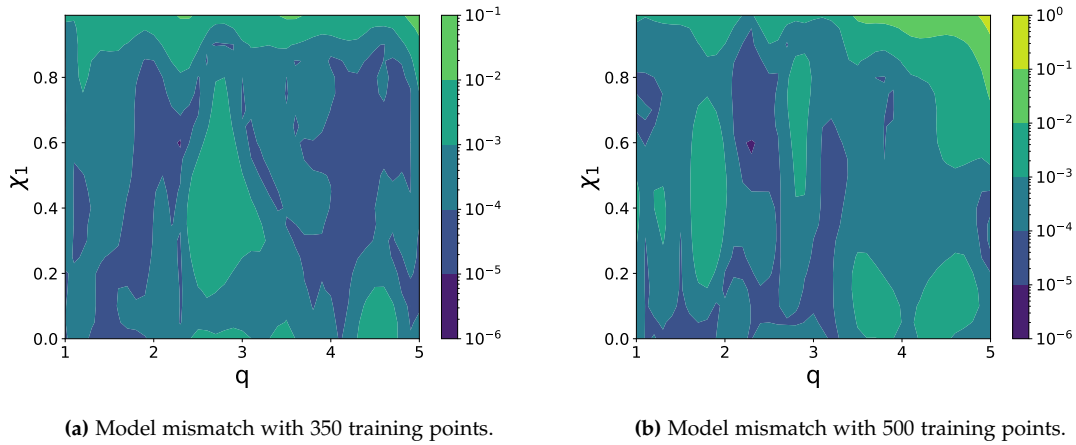 10⁻¹
10⁻²
10⁻³
10⁻⁴
10⁻⁵
10⁻⁶
0.8
0.6
0.4
0.2
0.0
χ₁
1 2 3 4 5
q
(a) Model mismatch with 350 training points.
10⁰
10⁻¹
10⁻²
10⁻³
10⁻⁴
10⁻⁵
10⁻⁶
0.8
0.6
0.4
0.2
0.0
χ₁
1 2 3 4 5
q
(b) Model mismatch with 500 training points.